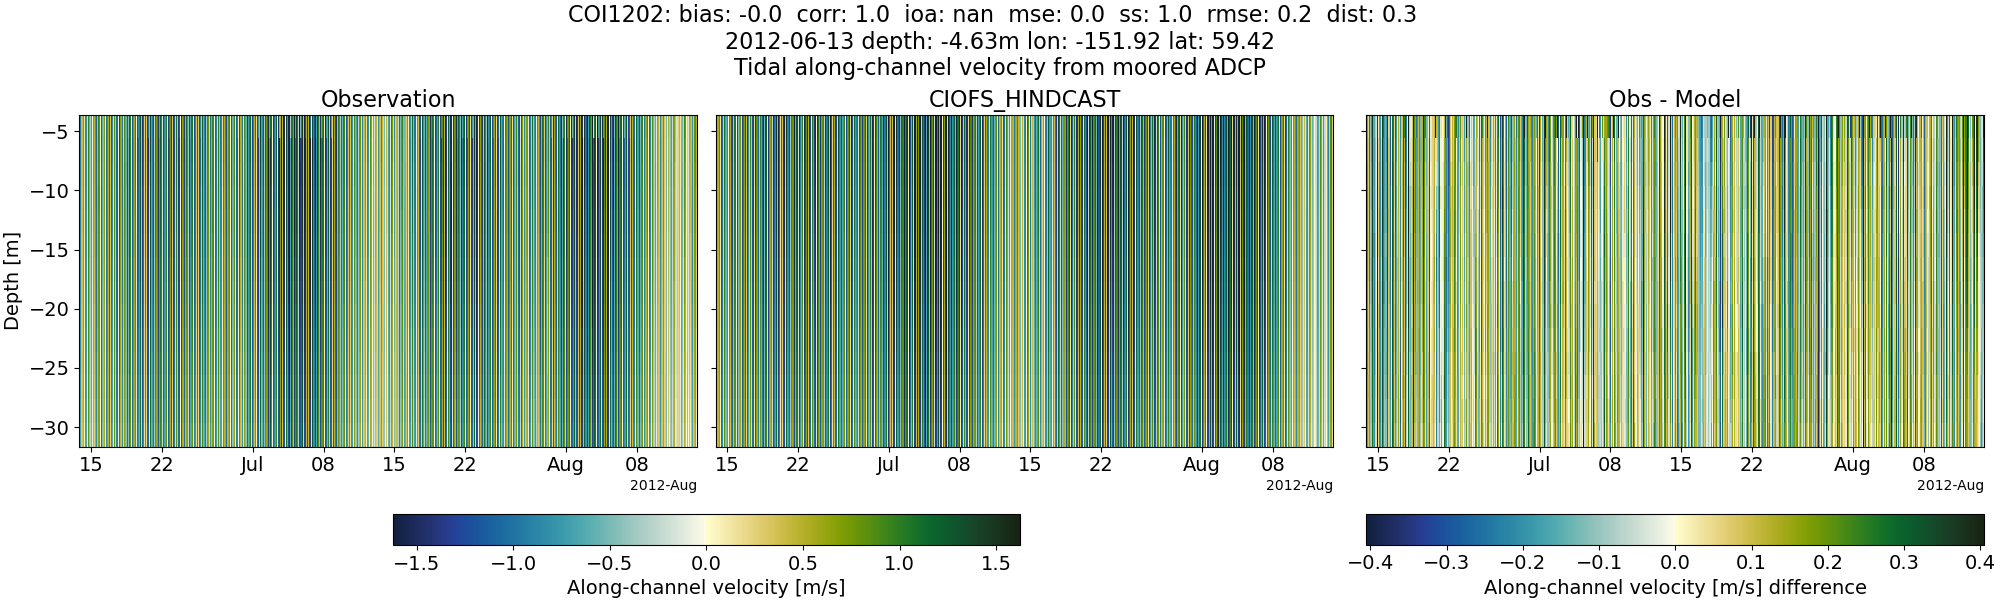 COI1202: bias: -0.0  corr: 1.0  ioa: nan  mse: 0.0  ss: 1.0  rmse: 0.2  dist: 0.3
2012-06-13 depth: -4.63m lon: -151.92 lat: 59.42
Tidal along-channel velocity from moored ADCP
Observation
CIOFS_HINDCAST
Obs - Model
Depth [m]
−5
−10
−15
−20
−25
−30
15 22 Jul 08 15 22 Aug 08
2012-Aug
15 22 Jul 08 15 22 Aug 08
2012-Aug
15 22 Jul 08 15 22 Aug 08
2012-Aug
−1.5 −1.0 −0.5 0.0 0.5 1.0 1.5
Along-channel velocity [m/s]
−0.4 −0.3 −0.2 −0.1 0.0 0.1 0.2 0.3 0.4
Along-channel velocity [m/s] difference